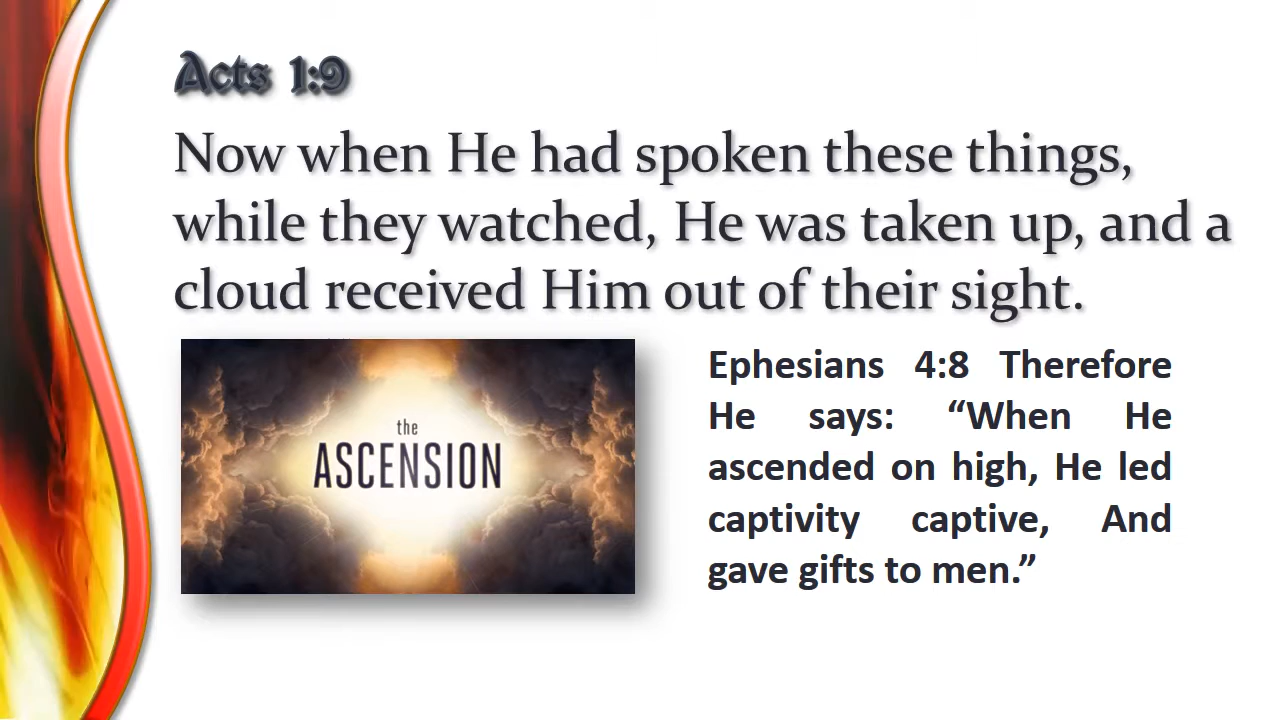 Acts 1:9
Now when He had spoken these things,
while they watched, He was taken up, and a
cloud received Him out of their sight.
the
ASCENSION
Ephesians 4:8 Therefore
He says: “When He
ascended on high, He led
captivity captive, And
gave gifts to men.”